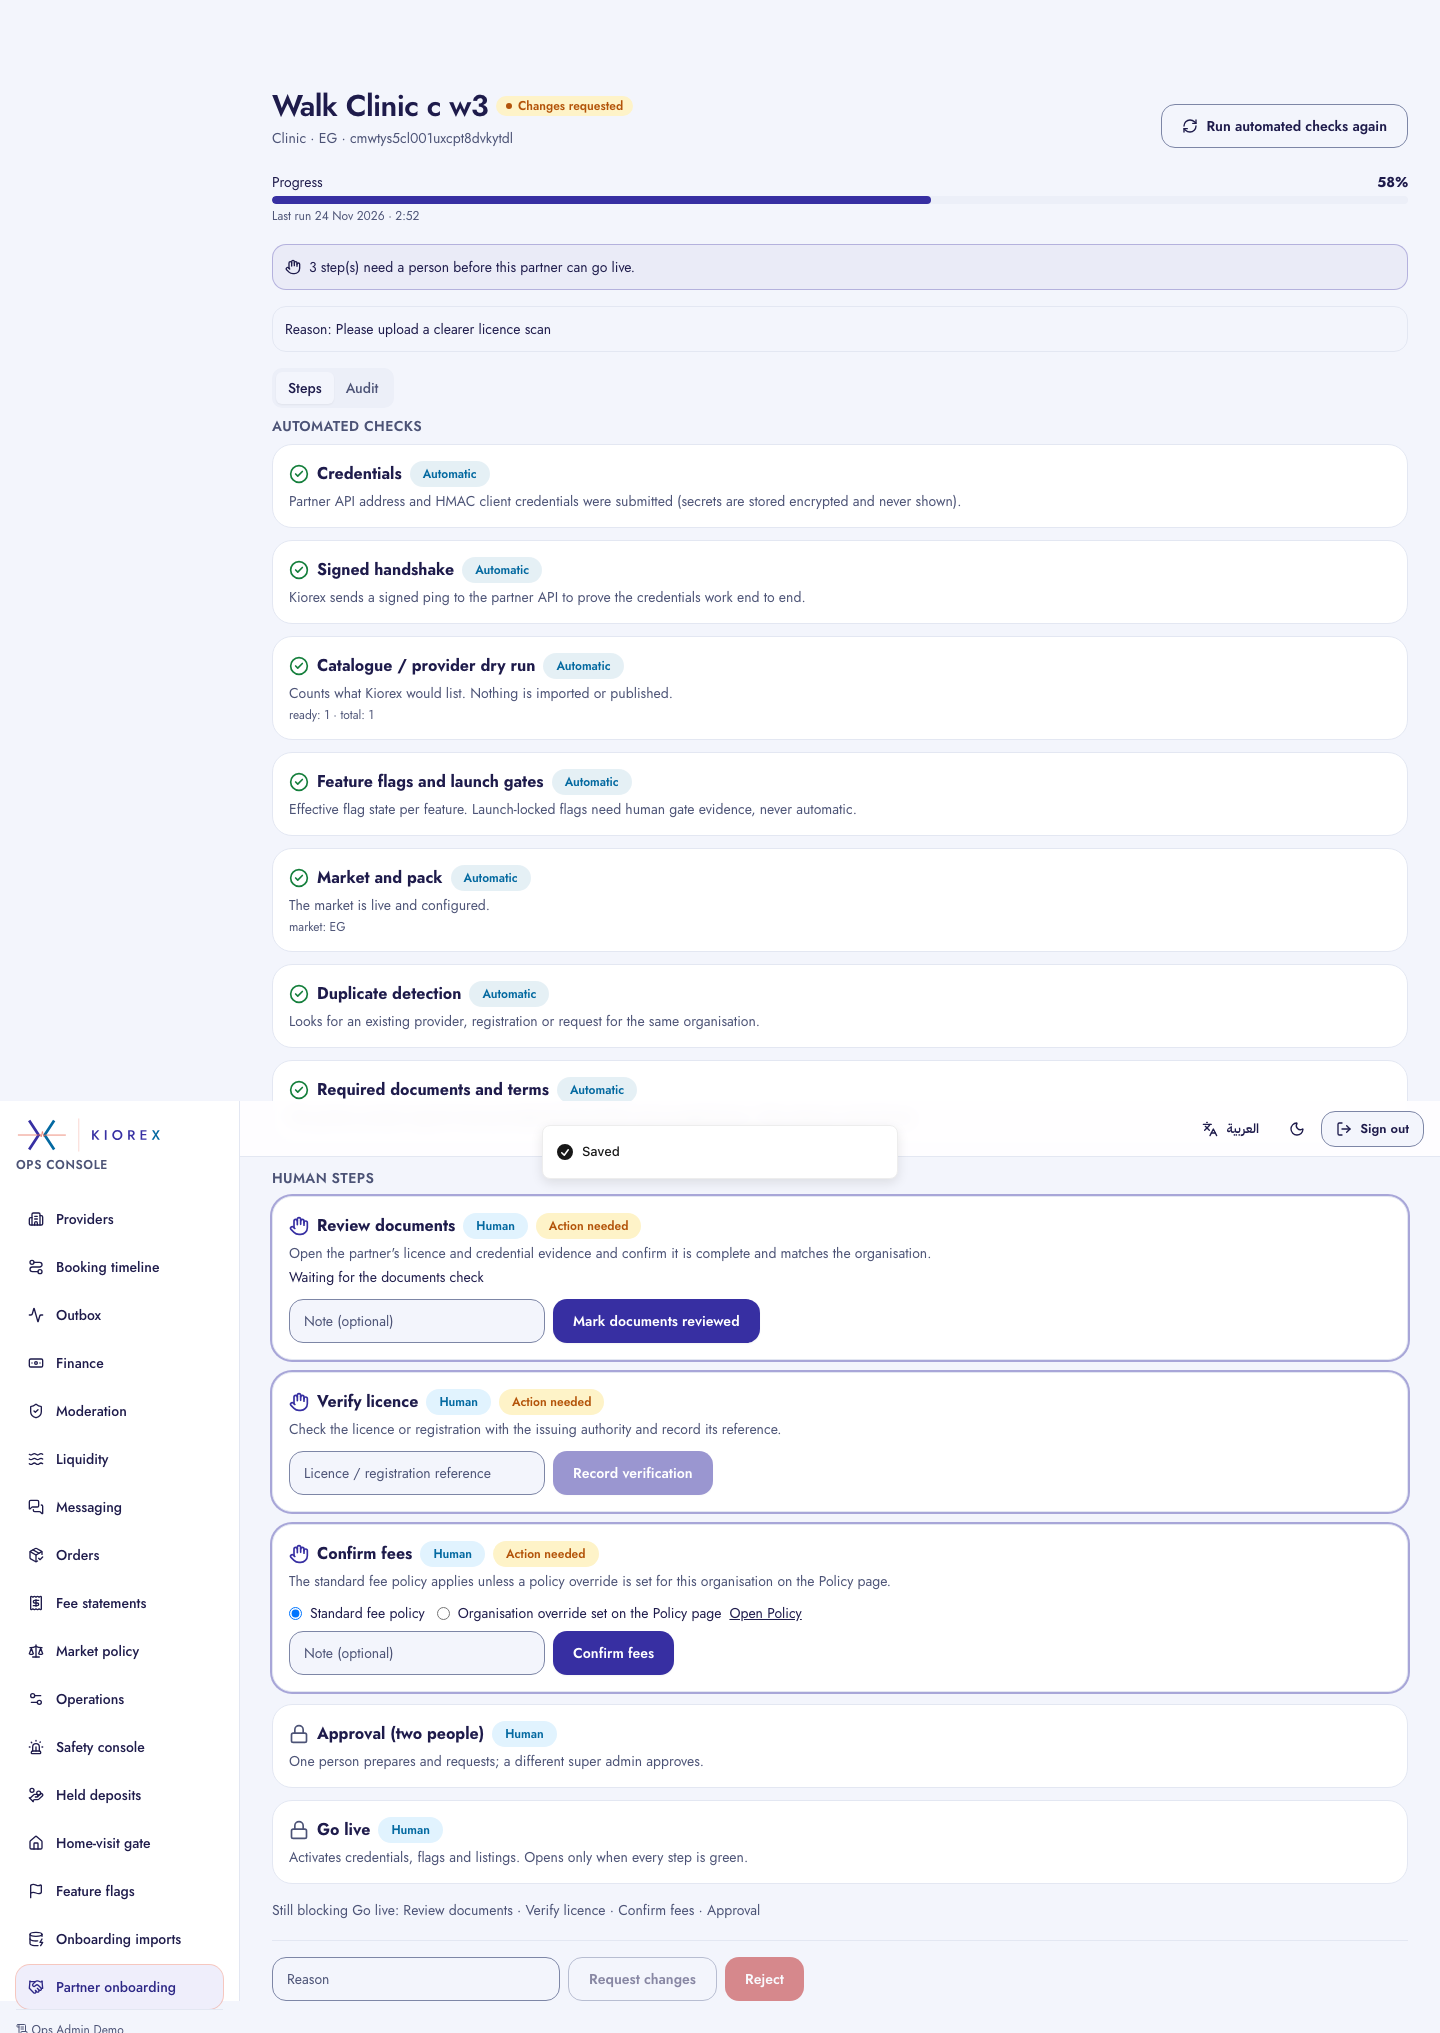 Walk Clinic c w3
Changes requested
Clinic · EG · cmwtys5cl001uxcpt8dvkytdl
Run automated checks again
Progress
58%
Last run 24 Nov 2026 · 2:52
3 step(s) need a person before this partner can go live.
Reason: Please upload a clearer licence scan
Steps
Audit
AUTOMATED CHECKS
Credentials
Automatic
Partner API address and HMAC client credentials were submitted (secrets are stored encrypted and never shown).
Signed handshake
Automatic
Kiorex sends a signed ping to the partner API to prove the credentials work end to end.
Catalogue / provider dry run
Automatic
Counts what Kiorex would list. Nothing is imported or published.
ready: 1 · total: 1
Feature flags and launch gates
Automatic
Effective flag state per feature. Launch-locked flags need human gate evidence, never automatic.
Market and pack
Automatic
The market is live and configured.
market: EG
Duplicate detection
Automatic
Looks for an existing provider, registration or request for the same organisation.
Required documents and terms
Automatic
KIOREX
OPS CONSOLE
العربية
Sign out
Saved
Providers
Booking timeline
Outbox
Finance
Moderation
Liquidity
Messaging
Orders
Fee statements
Market policy
Operations
Safety console
Held deposits
Home-visit gate
Feature flags
Onboarding imports
Partner onboarding
Ops Admin Demo
HUMAN STEPS
Review documents
Human
Action needed
Open the partner's licence and credential evidence and confirm it is complete and matches the organisation.
Waiting for the documents check
Note (optional)
Mark documents reviewed
Verify licence
Human
Action needed
Check the licence or registration with the issuing authority and record its reference.
Licence / registration reference
Record verification
Confirm fees
Human
Action needed
The standard fee policy applies unless a policy override is set for this organisation on the Policy page.
Standard fee policy
Organisation override set on the Policy page
Open Policy
Note (optional)
Confirm fees
Approval (two people)
Human
One person prepares and requests; a different super admin approves.
Go live
Human
Activates credentials, flags and listings. Opens only when every step is green.
Still blocking Go live: Review documents · Verify licence · Confirm fees · Approval
Reason
Request changes
Reject